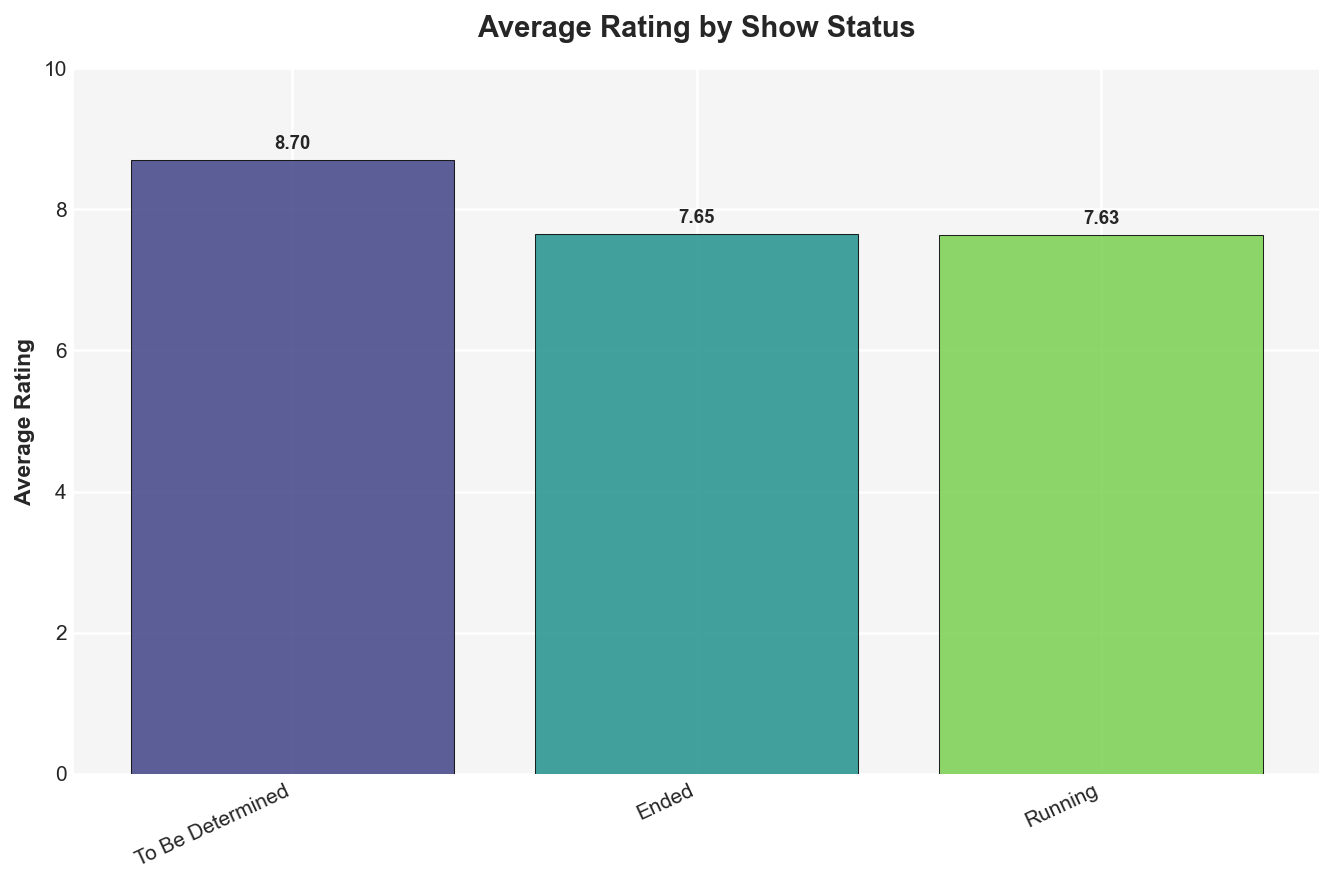 Average Rating by Show Status
Average Rating
10
8
6
4
2
0
8.70
7.65
7.63
To Be Determined
Ended
Running